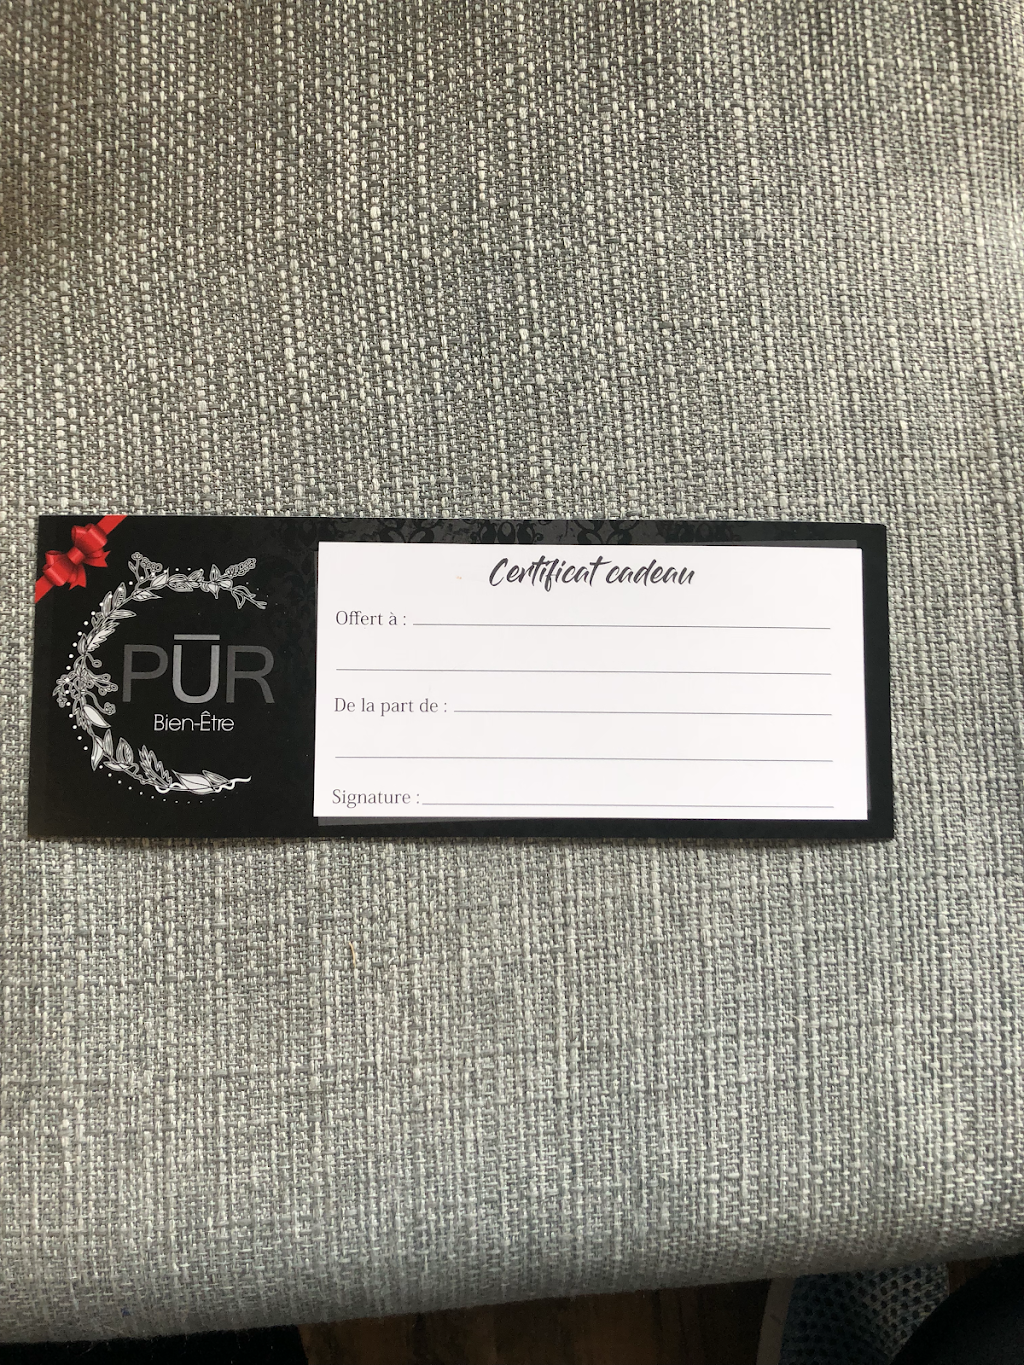 PŪR
Bien-Être
Certificat cadeau
Offert à :
De la part de :
Signature :